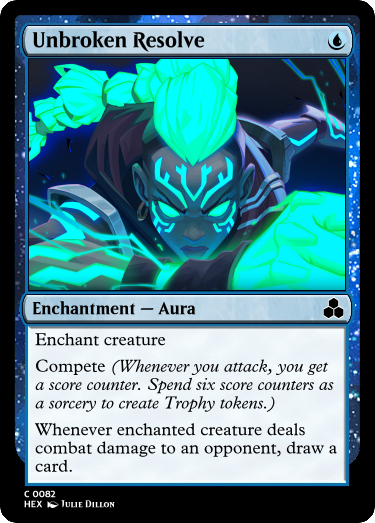 Unbroken Resolve
Enchantment — Aura
Enchant creature
Compete (Whenever you attack, you get
a score counter. Spend six score counters as
a sorcery to create Trophy tokens.)
Whenever enchanted creature deals
combat damage to an opponent, draw a
card.
C 0082
HEX Julie Dillon